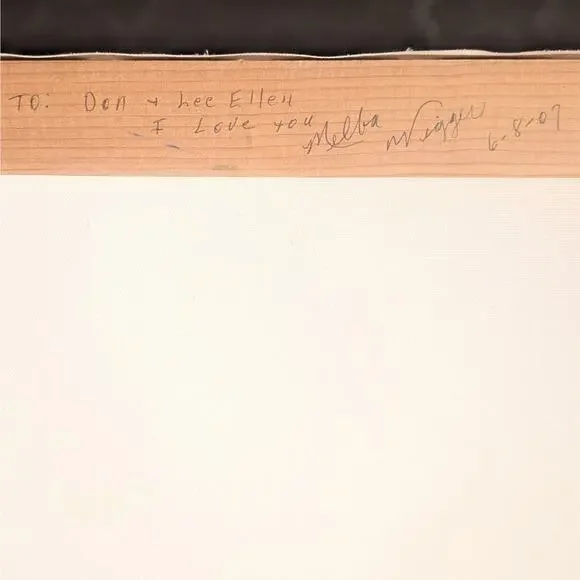 TO: Don + Lee Ellen
I Love you Melba
6-8-07